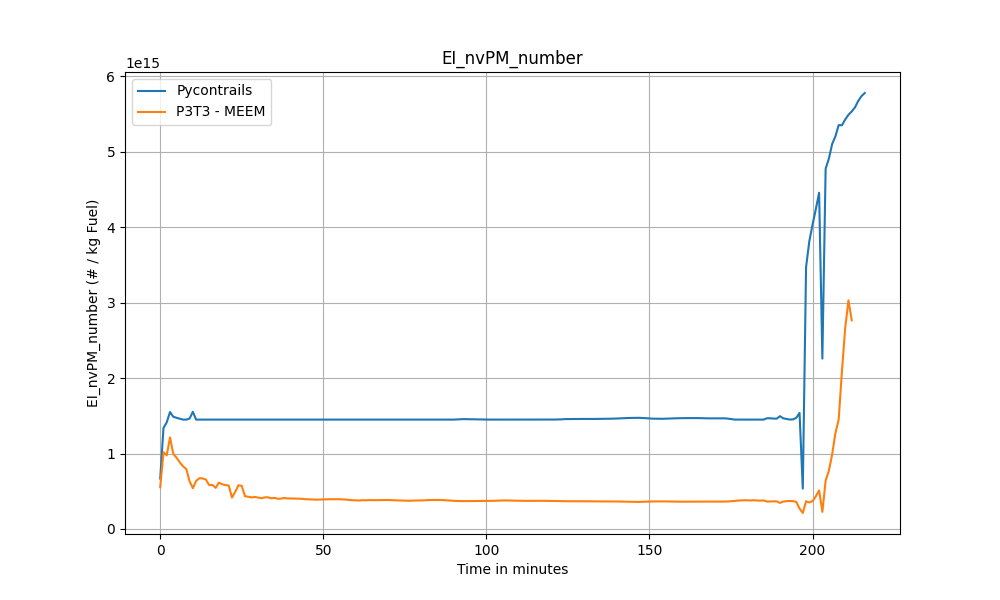 EI_nvPM_number
1e15
Pycontrails
P3T3 - MEEM
6
5
4
3
2
1
0
EI_nvPM_number (# / kg Fuel)
0 50 100 150 200
Time in minutes